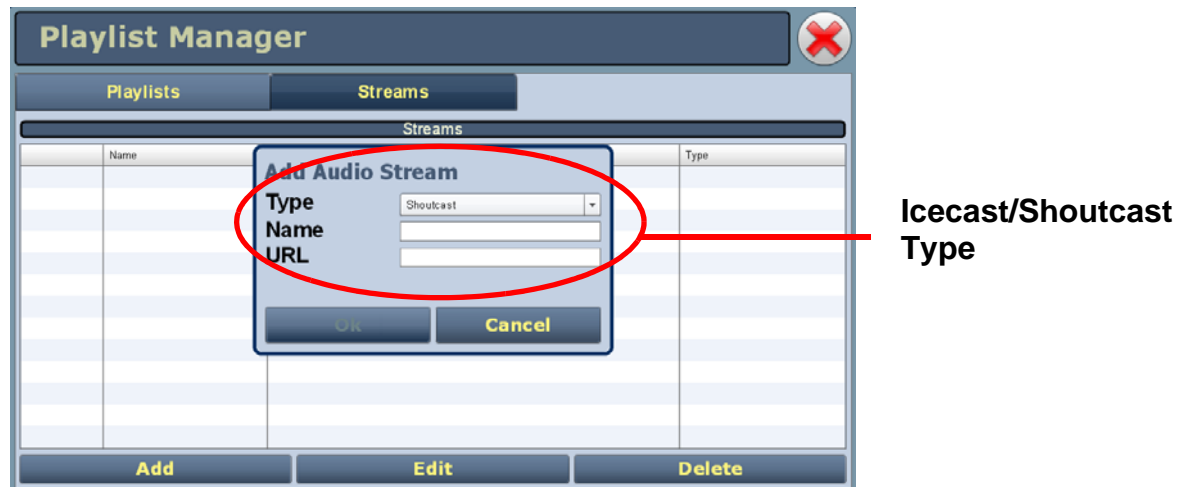 Playlist Manager
Playlists Streams
Streams
Name Type
Add Audio Stream
Type Shoutcast
Name
URL
Ok Cancel
Add Edit Delete
Icecast/Shoutcast
Type